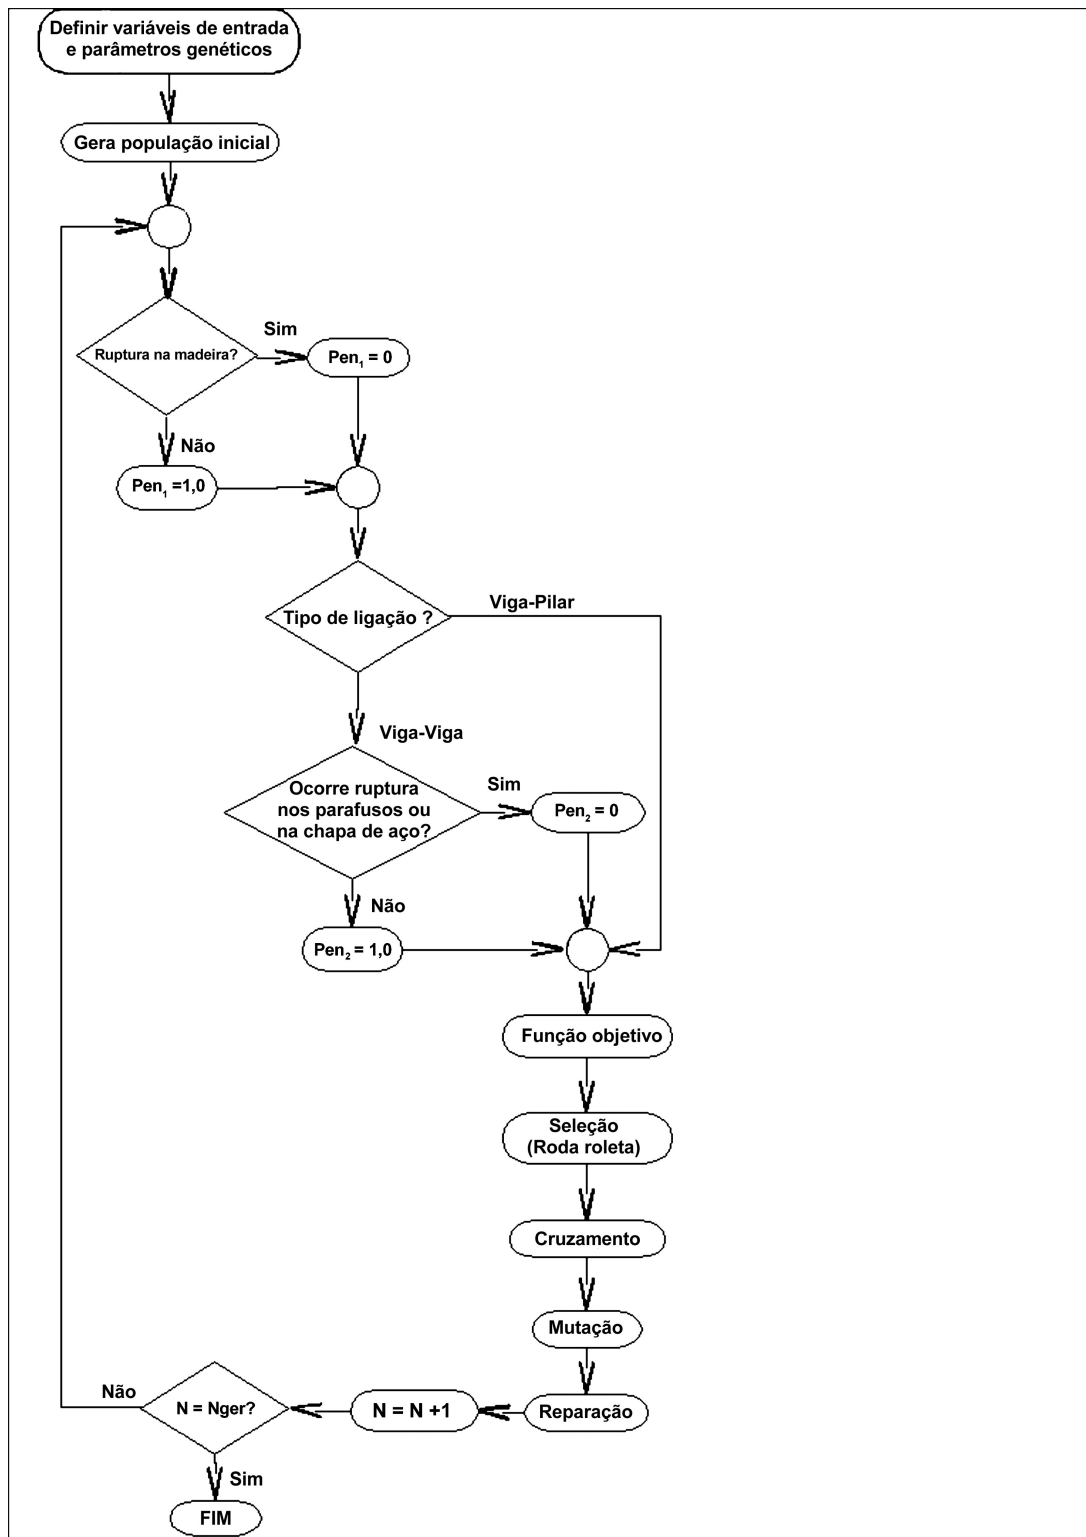 Definir variáveis de entrada
e parâmetros genéticos
Gera população inicial
Sim
Ruptura na madeira?
Pen₁ = 0
Não
Pen₁ =1,0
Viga-Pilar
Tipo de ligação ?
Viga-Viga
Sim
Ocorre ruptura
nos parafusos ou
na chapa de aço?
Pen₂ = 0
Não
Pen₂ = 1,0
Função objetivo
Seleção
(Roda roleta)
Cruzamento
Mutação
Reparação
N = N +1
N = Nger?
Não
Sim
FIM